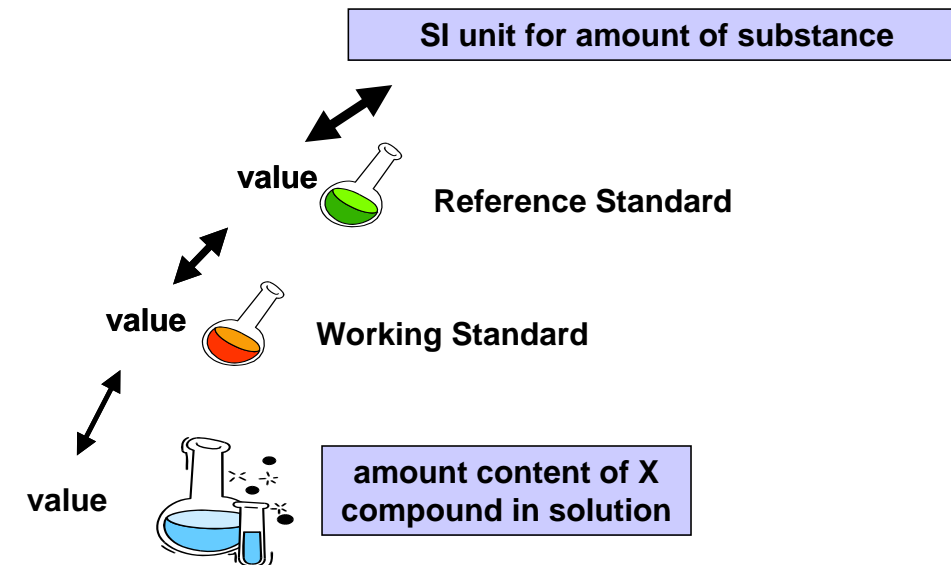 SI unit for amount of substance
value
Reference Standard
value
Working Standard
value
amount content of X
compound in solution